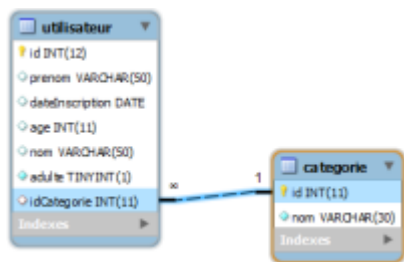 utilisateur
id INT(12)
prenom VARCHAR(50)
dateInscription DATE
age INT(11)
nom VARCHAR(50)
adulte TINYINT(1)
idCategorie INT(11)
Indexes
∞
1
categorie
id INT(11)
nom VARCHAR(30)
Indexes